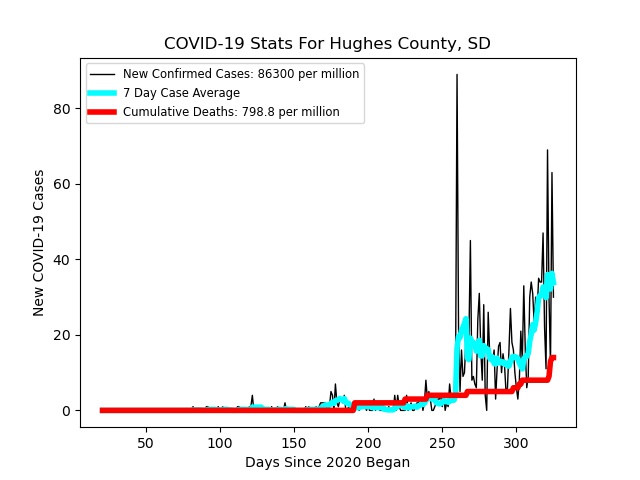 COVID-19 Stats For Hughes County, SD
New Confirmed Cases: 86300 per million
7 Day Case Average
Cumulative Deaths: 798.8 per million
New COVID-19 Cases
80
60
40
20
0
50 100 150 200 250 300
Days Since 2020 Began